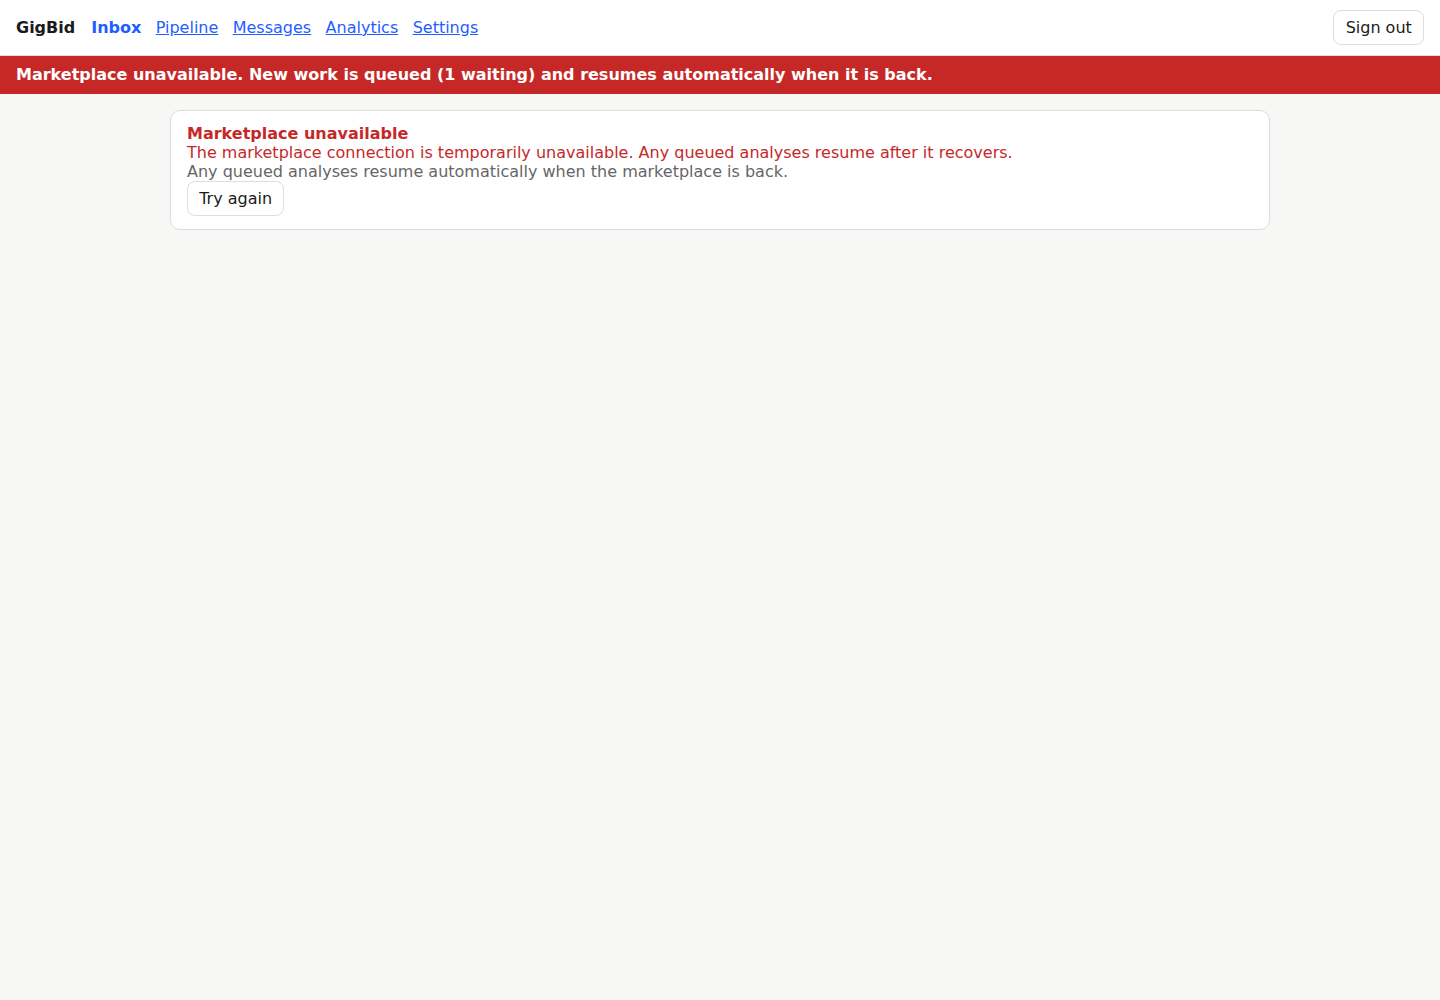 GigBid Inbox Pipeline Messages Analytics Settings Sign out
Marketplace unavailable. New work is queued (1 waiting) and resumes automatically when it is back.
Marketplace unavailable
The marketplace connection is temporarily unavailable. Any queued analyses resume after it recovers.
Any queued analyses resume automatically when the marketplace is back.
Try again